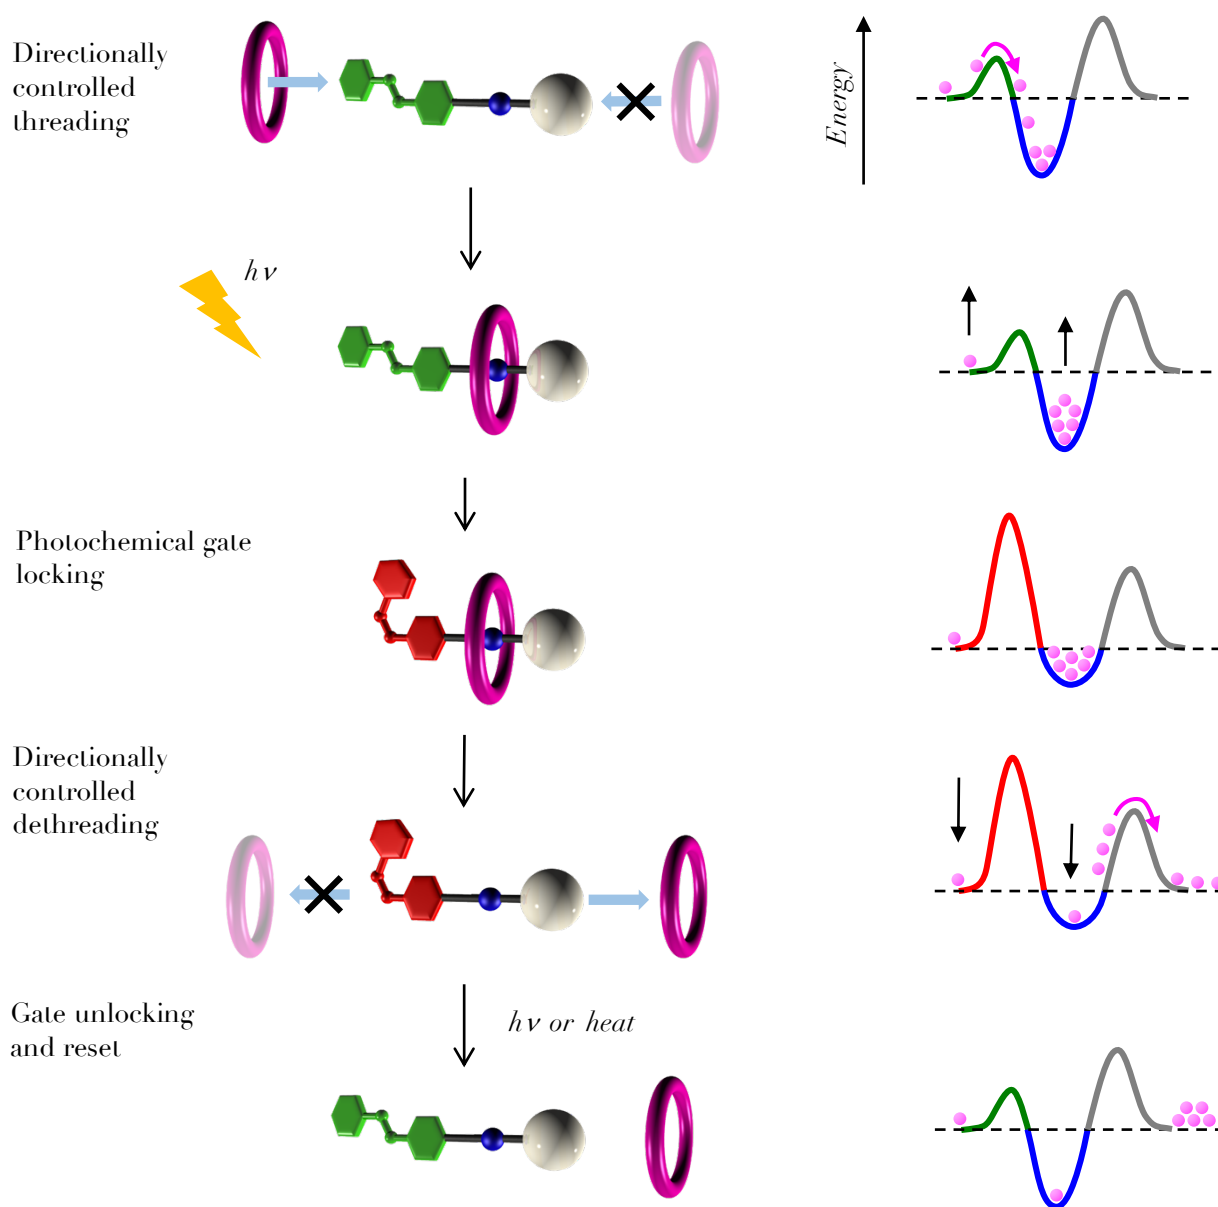 Directionally
controlled
threading
Energy
hν
Photochemical gate
locking
Directionally
controlled
dethreading
Gate unlocking
and reset
hν or heat